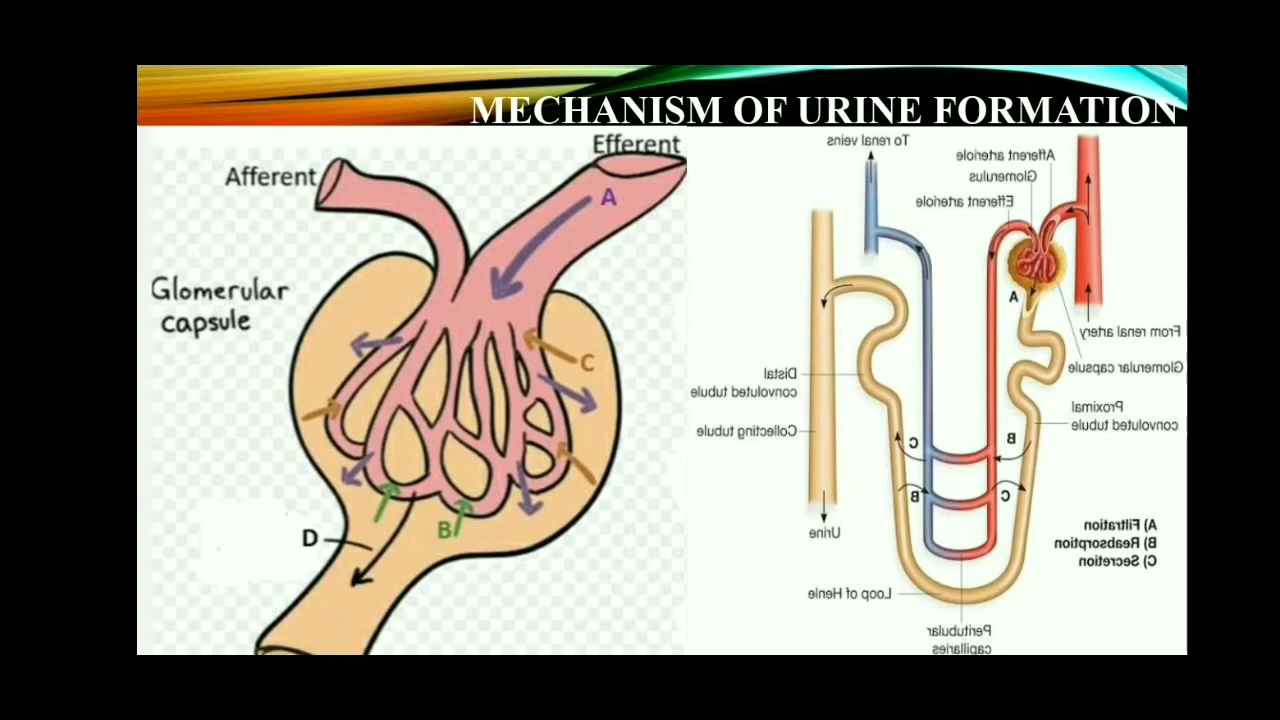 MECHANISM OF URINE FORMATION
Efferent
Afferent
A
Glomerular
capsule
C
B
D
To renal veins
Afferent arteriole
Glomerulus
Efferent arteriole
A
From renal artery
Glomerular capsule
Distal
convoluted tubule
Proximal
convoluted tubule
Collecting tubule
C
B
B
C
A) Filtration
B) Reabsorption
C) Secretion
Urine
Loop of Henle
Peritubular
capillaries